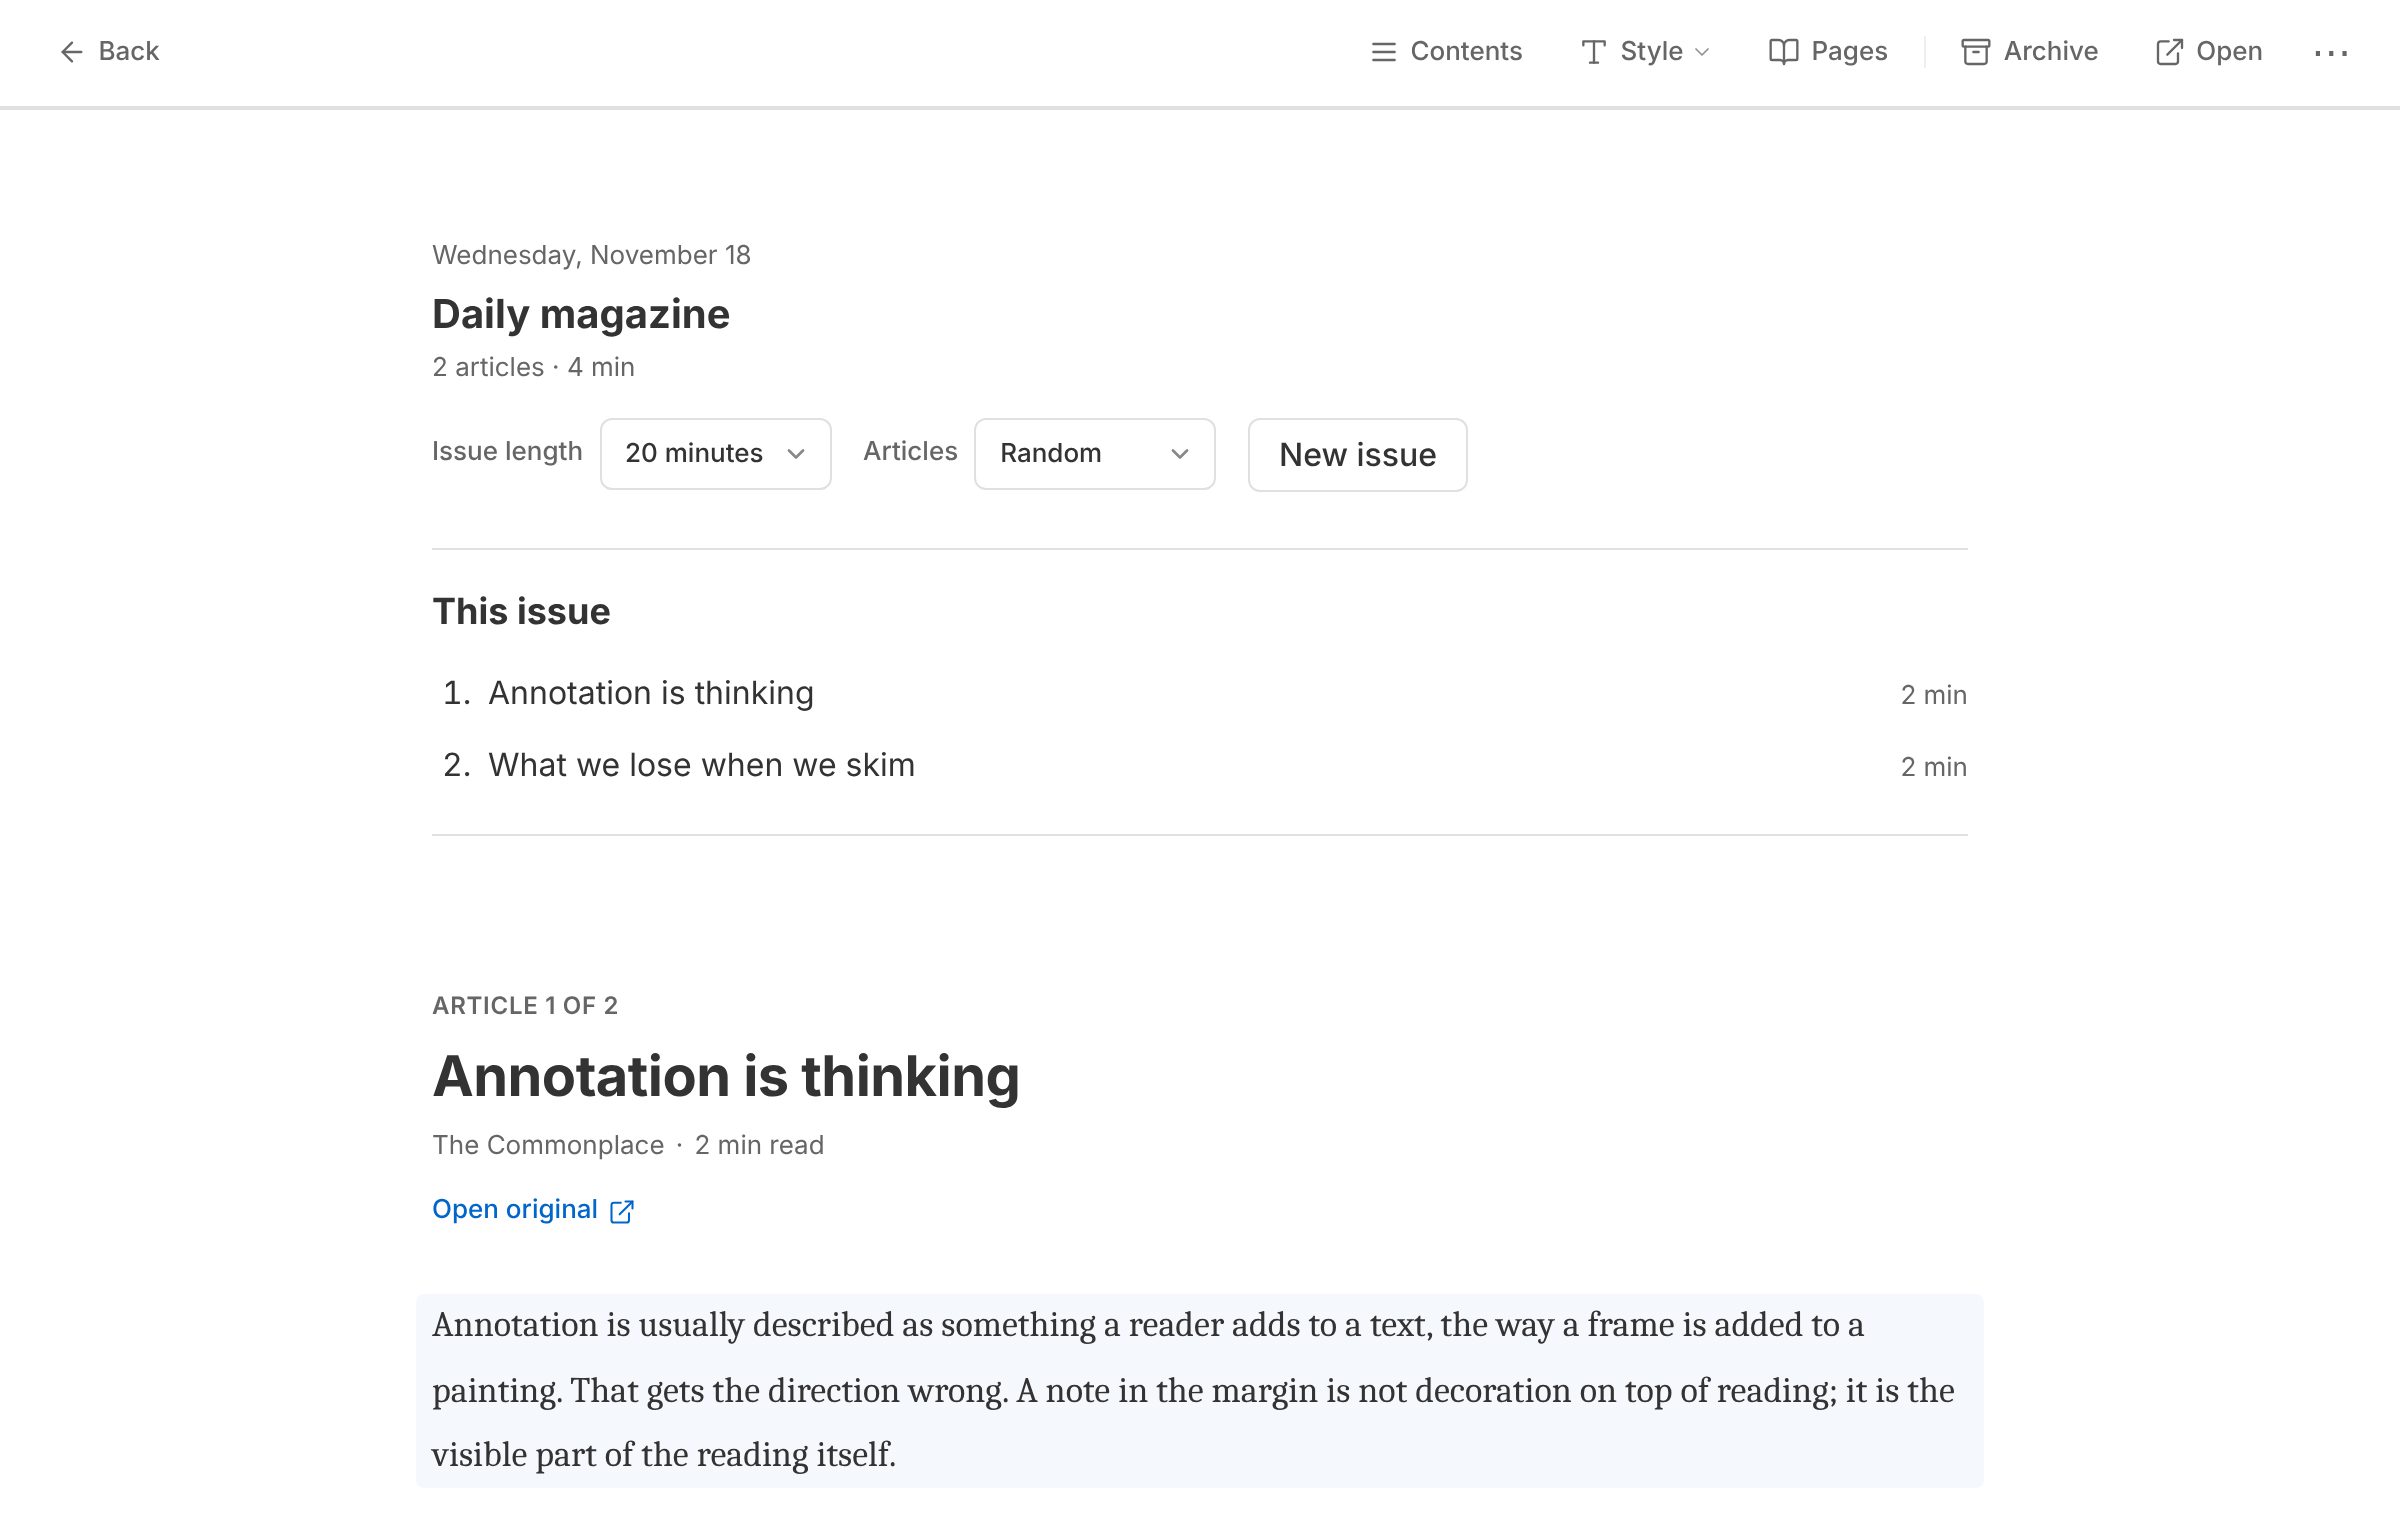 Back
Contents
Style
Pages
Archive
Open
Wednesday, November 18
Daily magazine
2 articles · 4 min
Issue length
20 minutes
Articles
Random
New issue
This issue
1. Annotation is thinking 2 min
2. What we lose when we skim 2 min
ARTICLE 1 OF 2
Annotation is thinking
The Commonplace · 2 min read
Open original
Annotation is usually described as something a reader adds to a text, the way a frame is added to a
painting. That gets the direction wrong. A note in the margin is not decoration on top of reading; it is the
visible part of the reading itself.